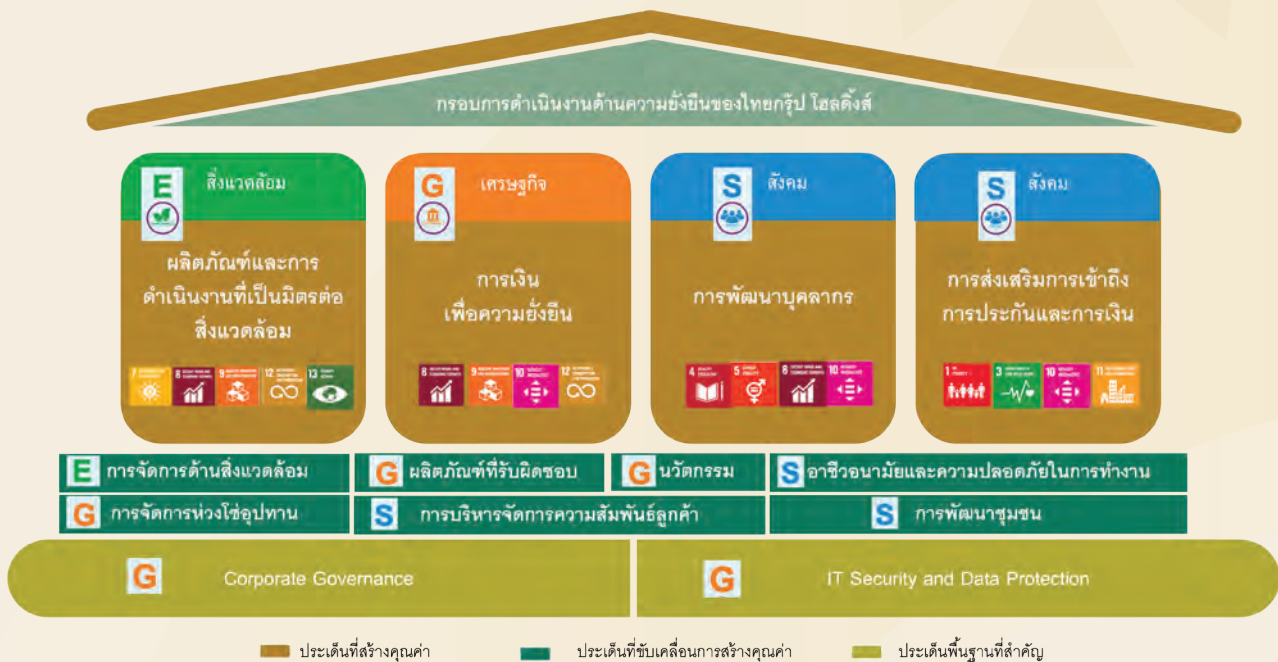 กรอบการดำเนินงานด้านความยั่งยืนของไทยกรุ๊ป โฮลดิ้งส์
E สิ่งแวดล้อม
ผลิตภัณฑ์และการ
ดำเนินงานที่เป็นมิตรต่อ
สิ่งแวดล้อม
7 8 9 12 13
G เศรษฐกิจ
การเงิน
เพื่อความยั่งยืน
8 9 10 12
S สังคม
การพัฒนาบุคลากร
4 5 8 10
S สังคม
การส่งเสริมการเข้าถึง
การประกันและการเงิน
1 3 10 11
E การจัดการด้านสิ่งแวดล้อม
G ผลิตภัณฑ์ที่รับผิดชอบ
G นวัตกรรม
S อาชีวอนามัยและความปลอดภัยในการทำงาน
G การจัดการห่วงโซ่อุปทาน
S การบริหารจัดการความสัมพันธ์ลูกค้า
S การพัฒนาชุมชน
G Corporate Governance
G IT Security and Data Protection
ประเด็นที่สร้างคุณค่า
ประเด็นที่ขับเคลื่อนการสร้างคุณค่า
ประเด็นพื้นฐานที่สำคัญ